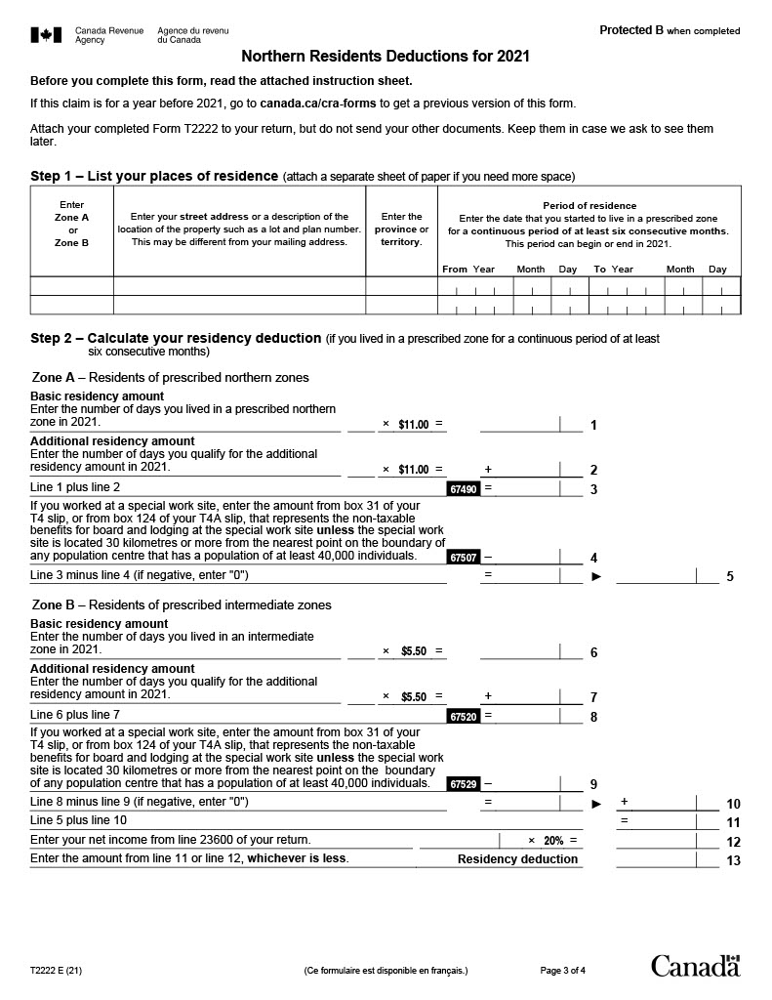 Canada Revenue Agency
Agence du revenu du Canada
Protected B when completed
Northern Residents Deductions for 2021
Before you complete this form, read the attached instruction sheet.
If this claim is for a year before 2021, go to canada.ca/cra-forms to get a previous version of this form.
Attach your completed Form T2222 to your return, but do not send your other documents. Keep them in case we ask to see them
later.
Step 1 – List your places of residence (attach a separate sheet of paper if you need more space)
Enter
Zone A
or
Zone B
Enter your street address or a description of the
location of the property such as a lot and plan number.
This may be different from your mailing address.
Enter the
province or
territory.
Period of residence
Enter the date that you started to live in a prescribed zone
for a continuous period of at least six consecutive months.
This period can begin or end in 2021.
From Year Month Day To Year Month Day
Step 2 – Calculate your residency deduction (if you lived in a prescribed zone for a continuous period of at least
six consecutive months)
Zone A – Residents of prescribed northern zones
Basic residency amount
Enter the number of days you lived in a prescribed northern
zone in 2021. × $11.00 = 1
Additional residency amount
Enter the number of days you qualify for the additional
residency amount in 2021. × $11.00 = + 2
Line 1 plus line 2 67490 = 3
If you worked at a special work site, enter the amount from box 31 of your
T4 slip, or from box 124 of your T4A slip, that represents the non-taxable
benefits for board and lodging at the special work site unless the special work
site is located 30 kilometres or more from the nearest point on the boundary of
any population centre that has a population of at least 40,000 individuals. 67507 – 4
Line 3 minus line 4 (if negative, enter "0") = ► 5
Zone B – Residents of prescribed intermediate zones
Basic residency amount
Enter the number of days you lived in an intermediate
zone in 2021. × $5.50 = 6
Additional residency amount
Enter the number of days you qualify for the additional
residency amount in 2021. × $5.50 = + 7
Line 6 plus line 7 67520 = 8
If you worked at a special work site, enter the amount from box 31 of your
T4 slip, or from box 124 of your T4A slip, that represents the non-taxable
benefits for board and lodging at the special work site unless the special work
site is located 30 kilometres or more from the nearest point on the boundary
of any population centre that has a population of at least 40,000 individuals. 67529 – 9
Line 8 minus line 9 (if negative, enter "0") = ► + 10
Line 5 plus line 10 = 11
Enter your net income from line 23600 of your return. × 20% = 12
Enter the amount from line 11 or line 12, whichever is less. Residency deduction 13
T2222 E (21)
(Ce formulaire est disponible en français.)
Page 3 of 4
Canada